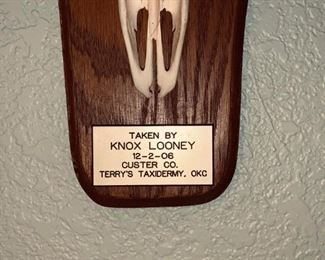 TAKEN BY
KNOX LOONEY
12-2-06
CUSTER CO.
TERRY'S TAXIDERMY, OKC